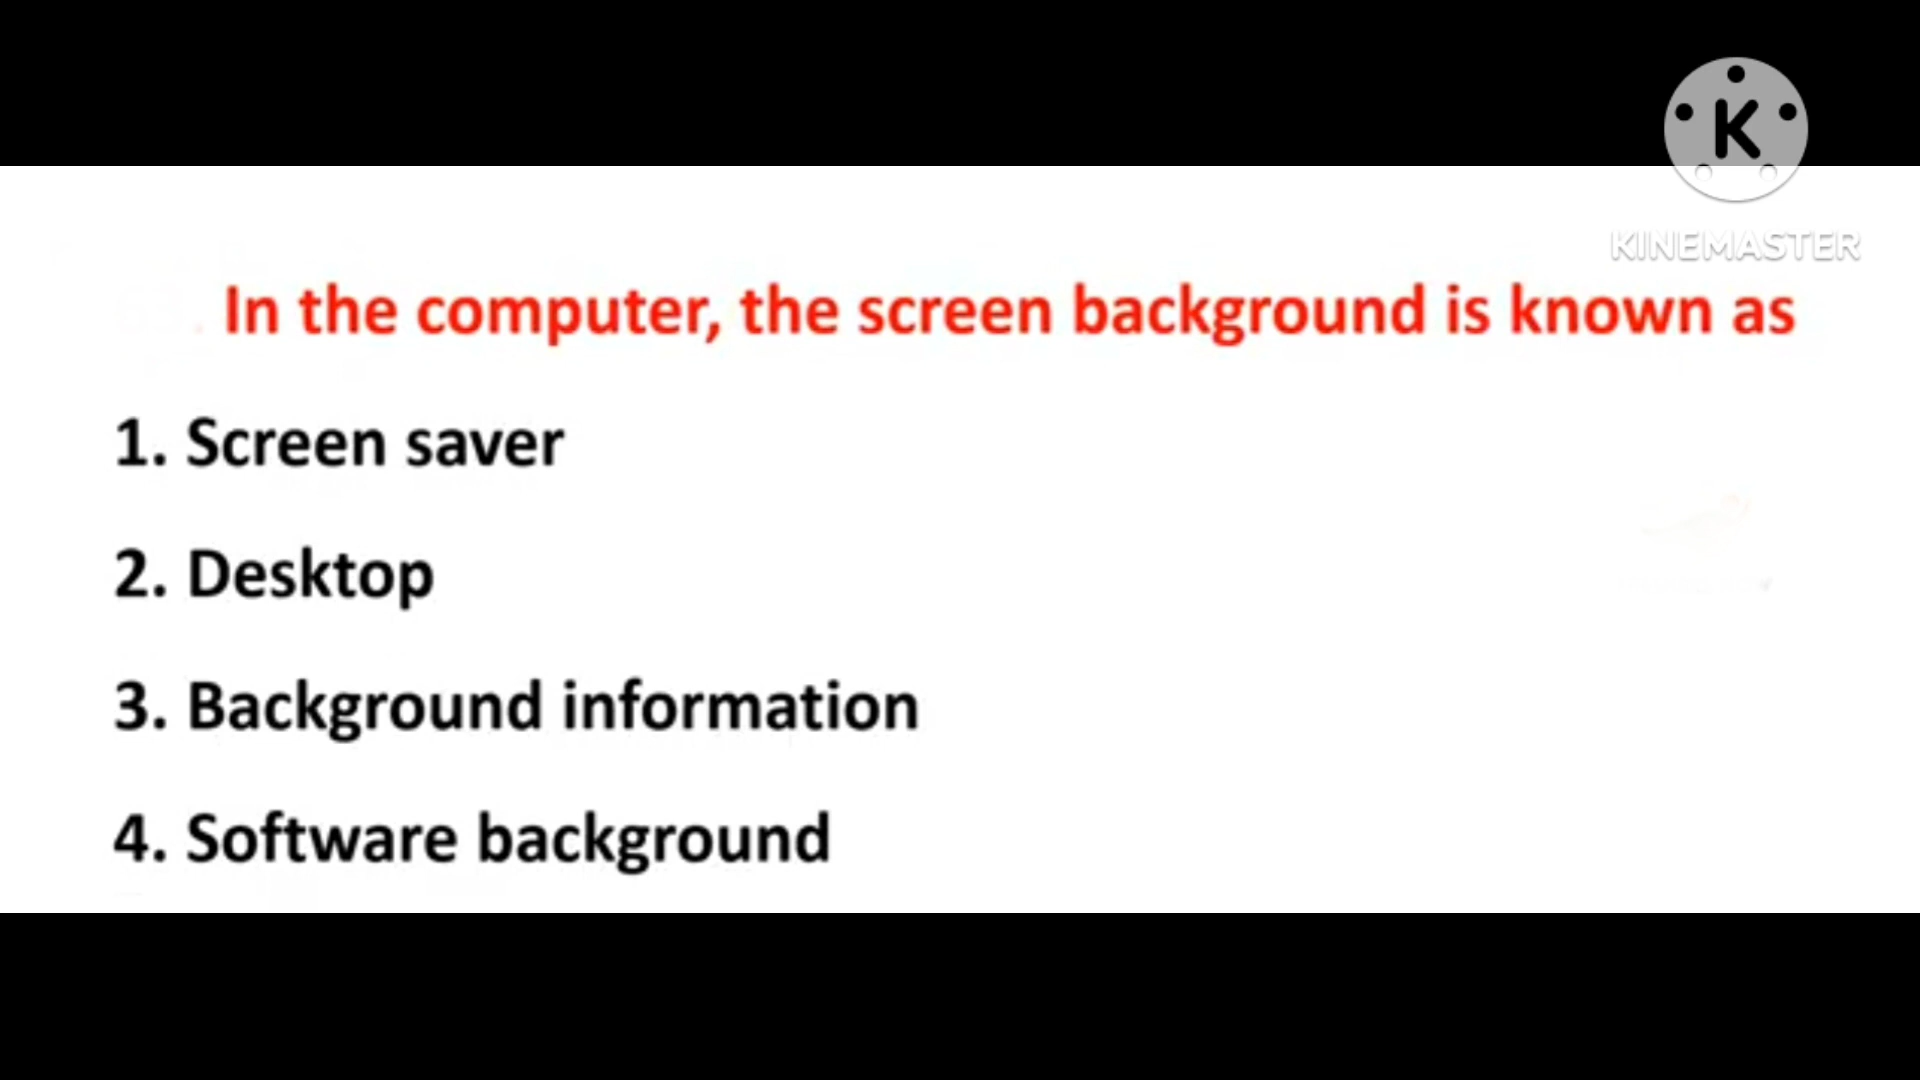 K
KINEMASTER
In the computer, the screen background is known as
1. Screen saver
2. Desktop
3. Background information
4. Software background